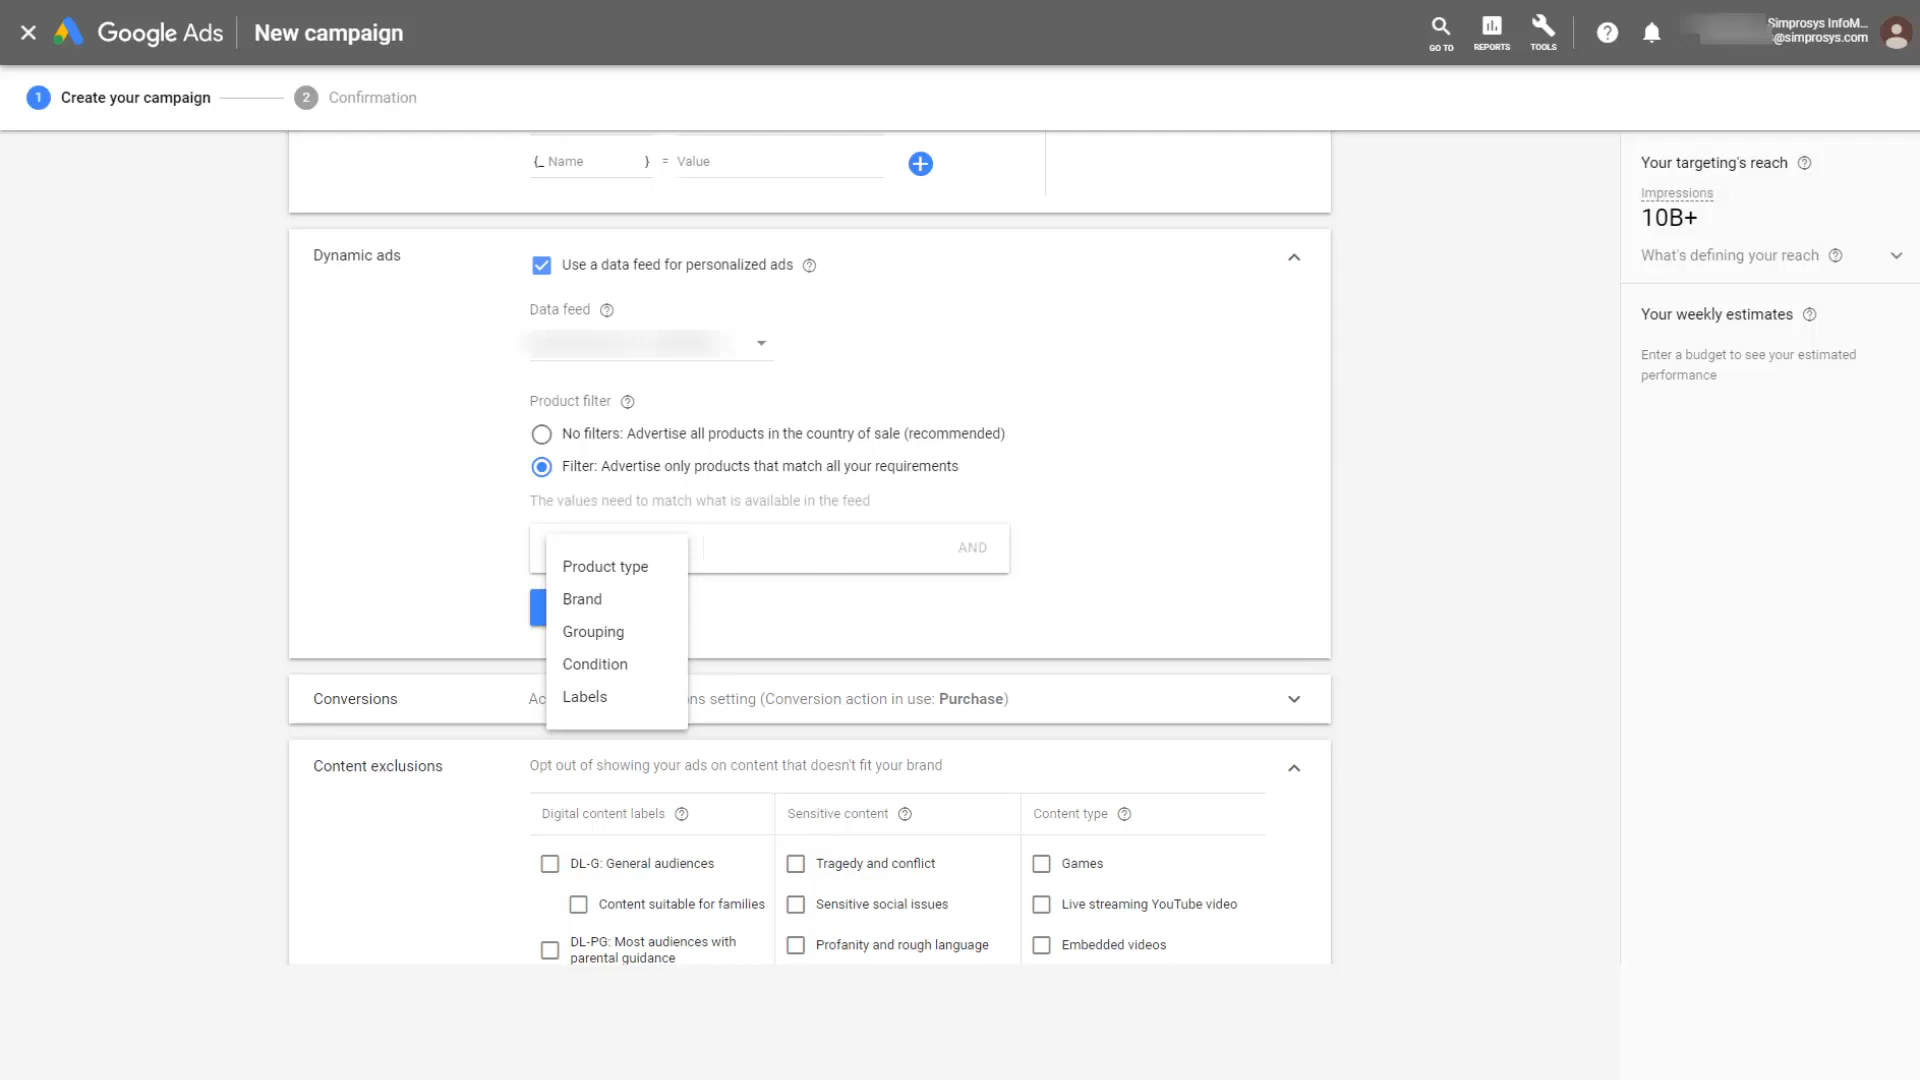 Google Ads
New campaign
GO TO
REPORTS
TOOLS
Simprosys InfoM...
@simprosys.com
1 Create your campaign
2 Confirmation
{_ Name } = Value
Dynamic ads
Use a data feed for personalized ads
Data feed
Product filter
No filters: Advertise all products in the country of sale (recommended)
Filter: Advertise only products that match all your requirements
The values need to match what is available in the feed
AND
Product type
Brand
Grouping
Condition
Labels
Conversions
Ac
ns setting (Conversion action in use: Purchase)
Content exclusions
Opt out of showing your ads on content that doesn't fit your brand
Digital content labels
Sensitive content
Content type
DL-G: General audiences
Tragedy and conflict
Games
Content suitable for families
Sensitive social issues
Live streaming YouTube video
DL-PG: Most audiences with
parental guidance
Profanity and rough language
Embedded videos
Your targeting's reach
Impressions
10B+
What's defining your reach
Your weekly estimates
Enter a budget to see your estimated
performance